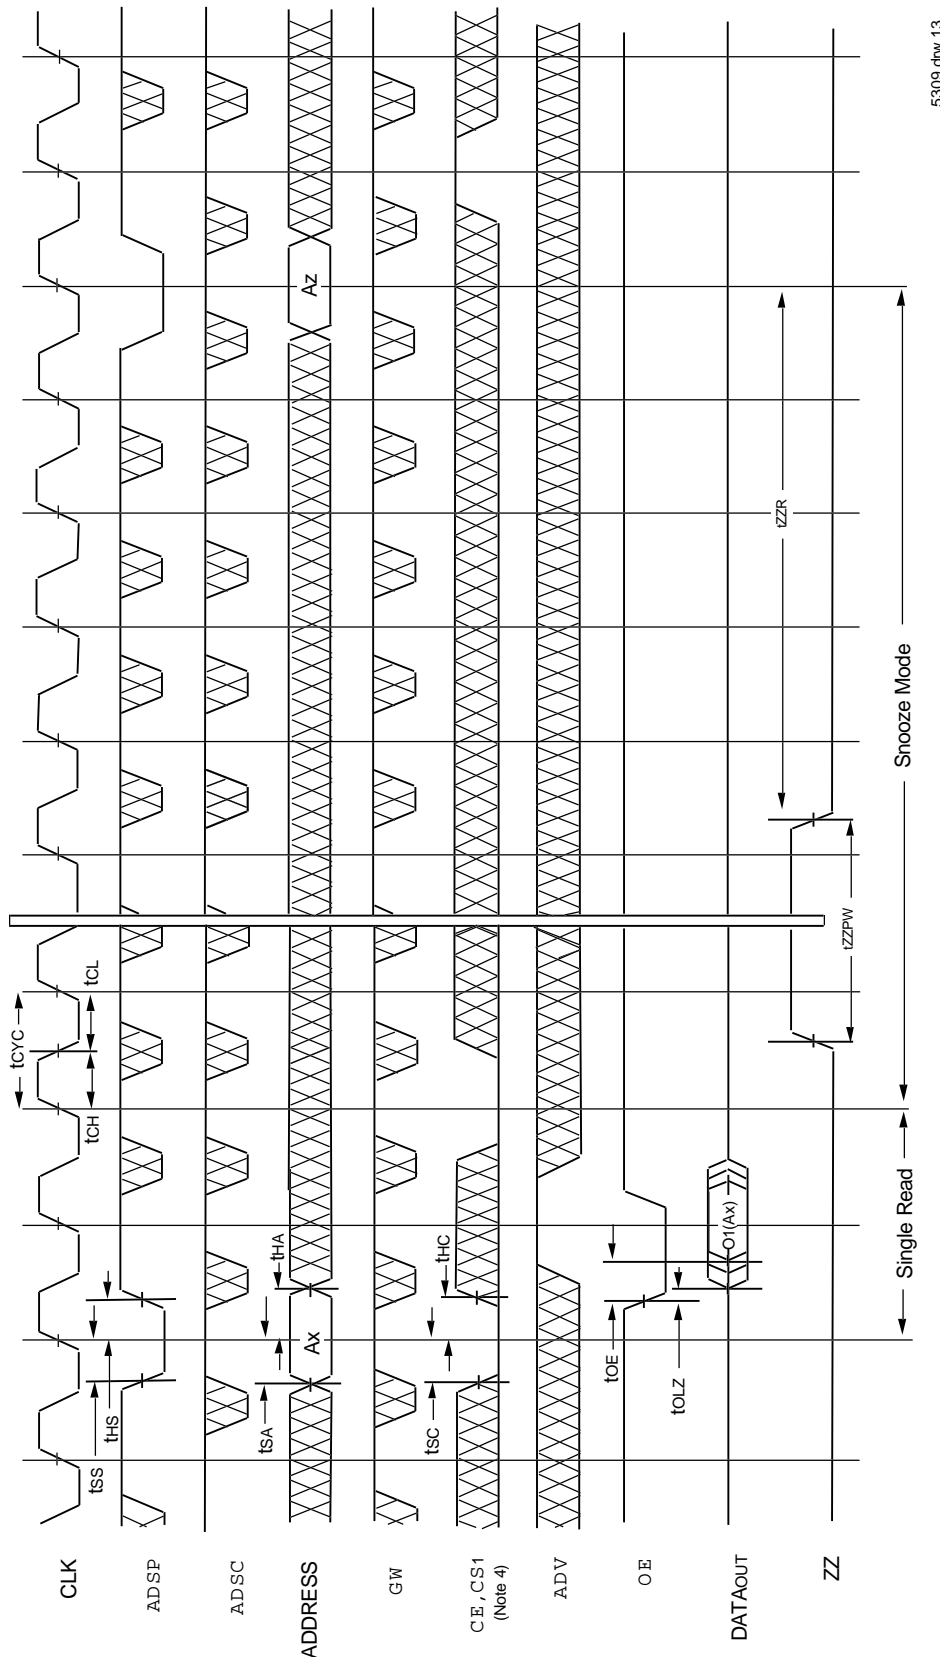 tCYC
tCH
tCL
tSS
tHS
tSA
tHA
tSC
tHC
tOE
tOLZ
tZZPW
tZZR
CLK
ADSP
ADSC
ADDRESS
Ax
Az
GW
CE, CS1
(Note 4)
ADV
OE
DATAOUT
O1(Ax)
ZZ
Single Read
Snooze Mode
5309 drw 13